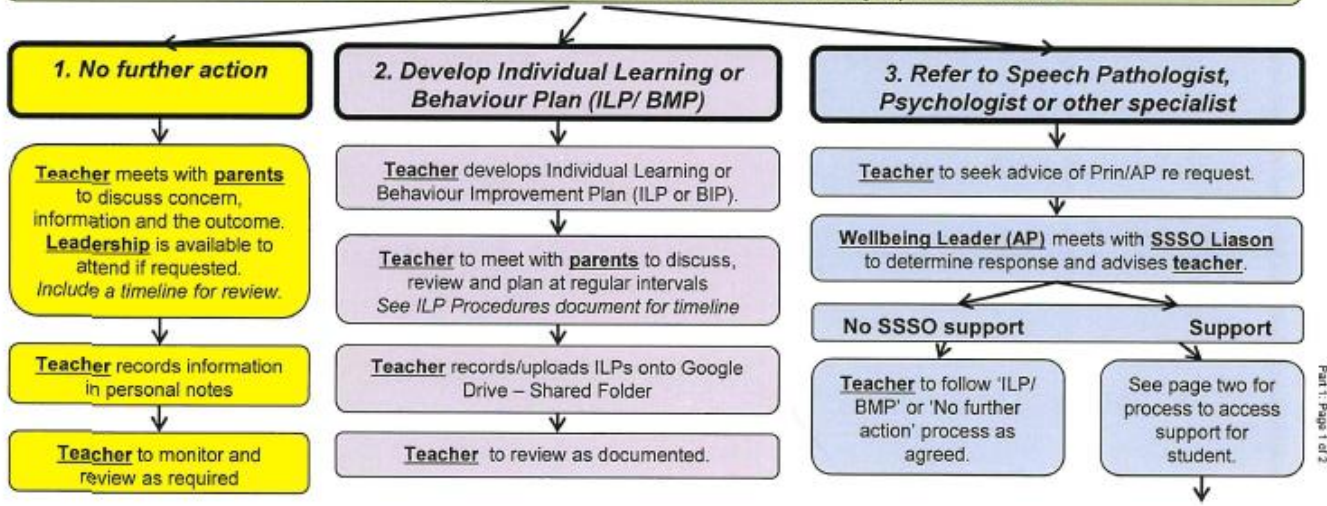 1. No further action
Teacher meets with parents
to discuss concern,
information and the outcome.
Leadership is available to
attend if requested.
Include a timeline for review.
Teacher records information
in personal notes
Teacher to monitor and
review as required
2. Develop Individual Learning or
Behaviour Plan (ILP/ BMP)
Teacher develops Individual Learning or
Behaviour Improvement Plan (ILP or BIP).
Teacher to meet with parents to discuss,
review and plan at regular intervals
See ILP Procedures document for timeline
Teacher records/uploads ILPs onto Google
Drive – Shared Folder
Teacher to review as documented.
3. Refer to Speech Pathologist,
Psychologist or other specialist
Teacher to seek advice of Prin/AP re request.
Wellbeing Leader (AP) meets with SSSO Liason
to determine response and advises teacher.
No SSSO support
Support
Teacher to follow ‘ILP/
BMP’ or ‘No further
action’ process as
agreed.
See page two for
process to access
support for
student.
Part 1: Page 1 of 2